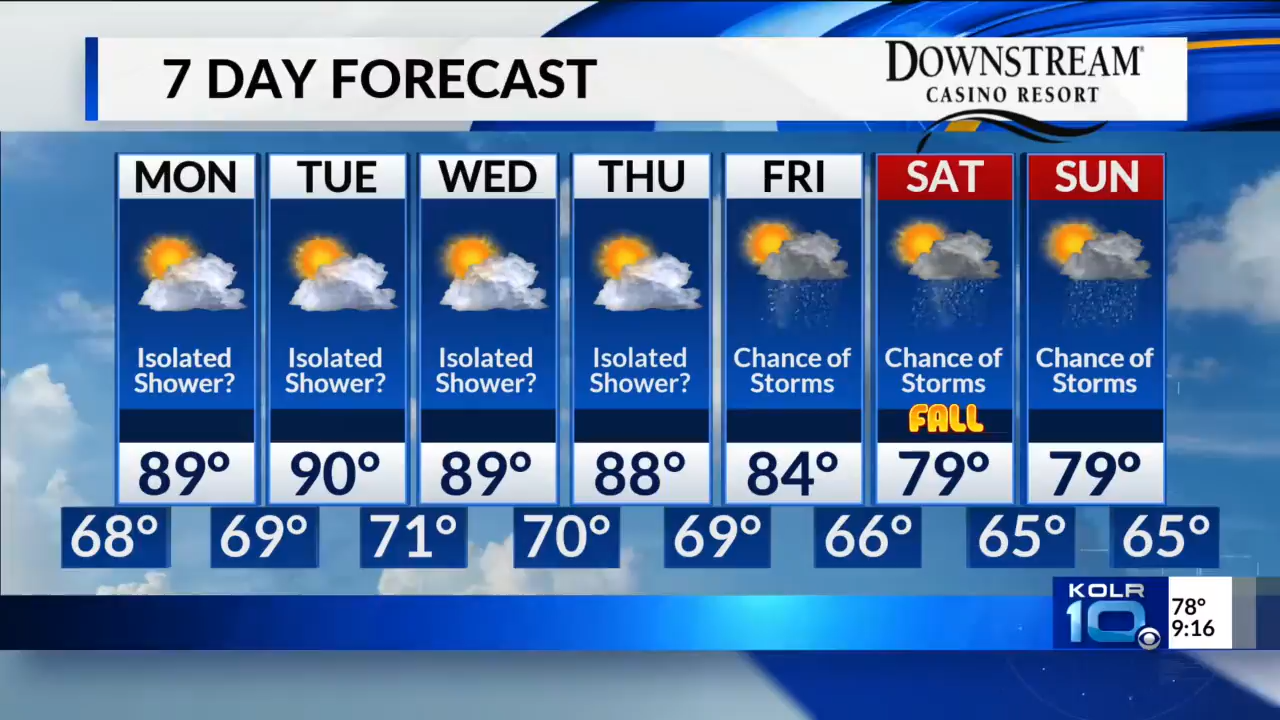 7 DAY FORECAST
DOWNSTREAM®
CASINO RESORT
MON TUE WED THU FRI SAT SUN
Isolated Shower? Isolated Shower? Isolated Shower? Isolated Shower? Chance of Storms Chance of Storms Chance of Storms
FALL
89° 90° 89° 88° 84° 79° 79°
68° 69° 71° 70° 69° 66° 65° 65°
KOLR
10
78°
9:16